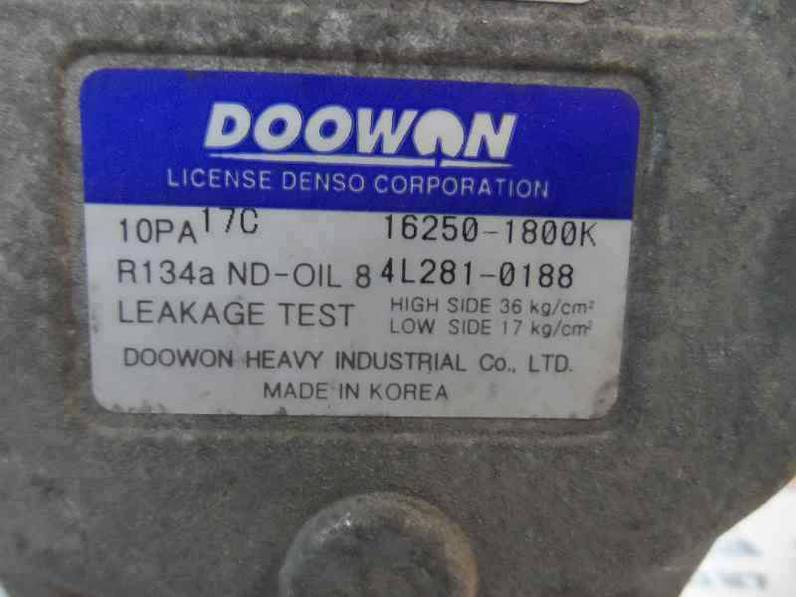 DOOWON
LICENSE DENSO CORPORATION
10PA17C 16250-1800K
R134a ND-OIL 8 4L281-0188
LEAKAGE TEST HIGH SIDE 36 kg/cm²
LOW SIDE 17 kg/cm²
DOOWON HEAVY INDUSTRIAL Co., LTD.
MADE IN KOREA